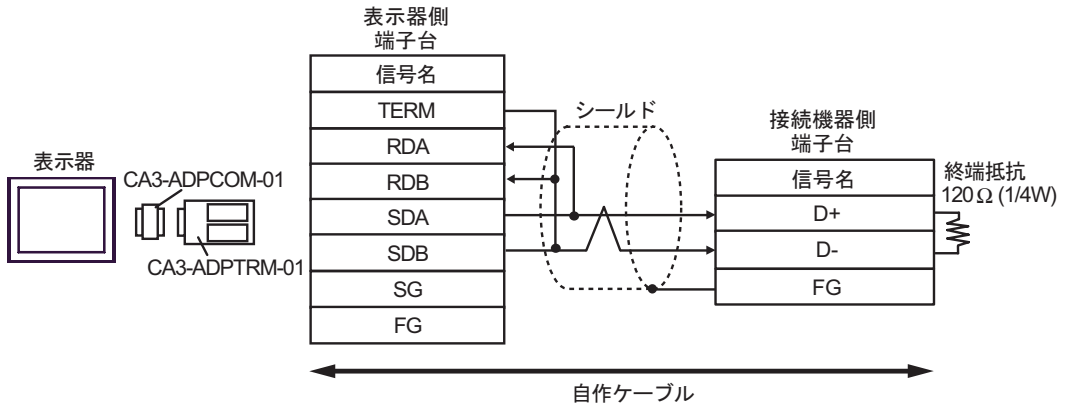 表示器側
端子台
信号名
TERM
RDA
RDB
SDA
SDB
SG
FG
シールド
接続機器側
端子台
信号名
D+
D-
FG
終端抵抗
120Ω (1/4W)
表示器
CA3-ADPCOM-01
CA3-ADPTRM-01
自作ケーブル